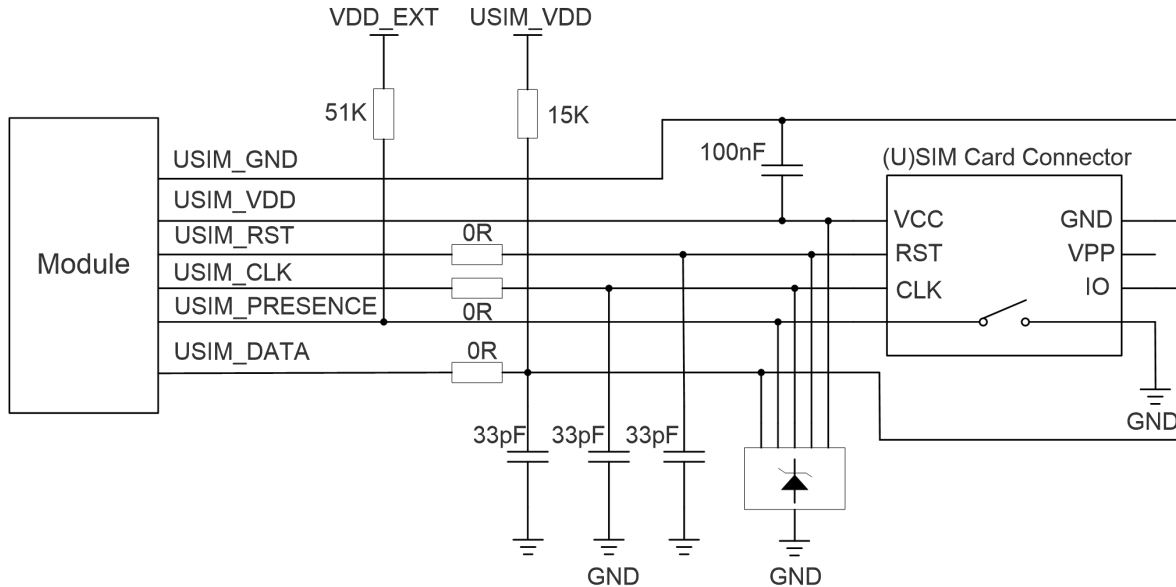 VDD_EXT USIM_VDD
51K 15K
100nF
(U)SIM Card Connector
Module
USIM_GND
USIM_VDD
USIM_RST
0R
USIM_CLK
0R
USIM_PRESENCE
USIM_DATA
0R
VCC GND
RST VPP
CLK IO
GND
33pF 33pF 33pF
GND GND